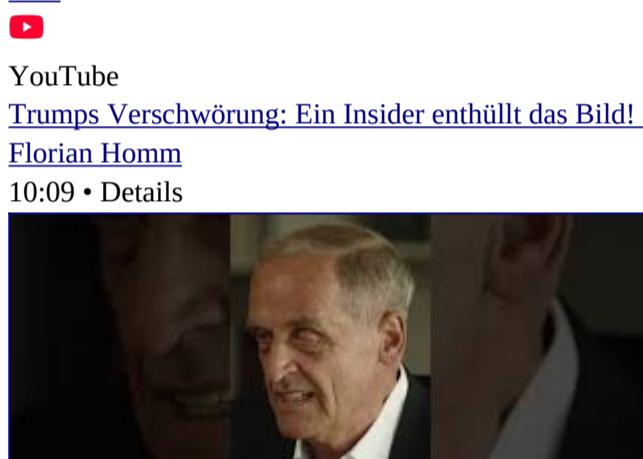 YouTube
Trumps Verschwörung: Ein Insider enthüllt das Bild!
Florian Homm
10:09 • Details